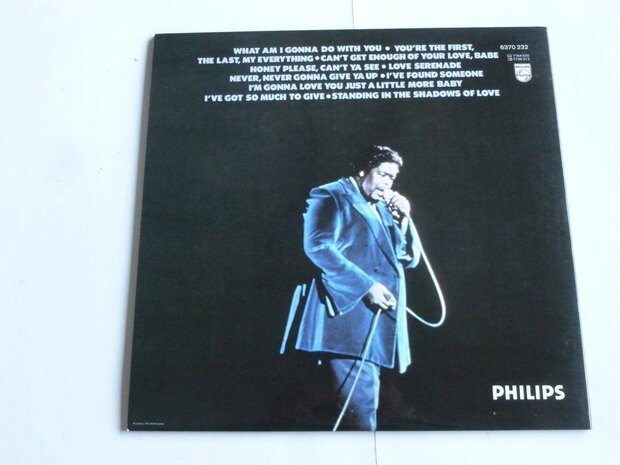 WHAT AM I GONNA DO WITH YOU • YOU'RE THE FIRST,
THE LAST, MY EVERYTHING • CAN'T GET ENOUGH OF YOUR LOVE, BABE
HONEY PLEASE, CAN'T YA SEE • LOVE SERENADE
NEVER, NEVER GONNA GIVE YA UP • I'VE FOUND SOMEONE
I'M GONNA LOVE YOU JUST A LITTLE MORE BABY
I'VE GOT SO MUCH TO GIVE • STANDING IN THE SHADOWS OF LOVE
6370 232
PHILIPS
PHILIPS